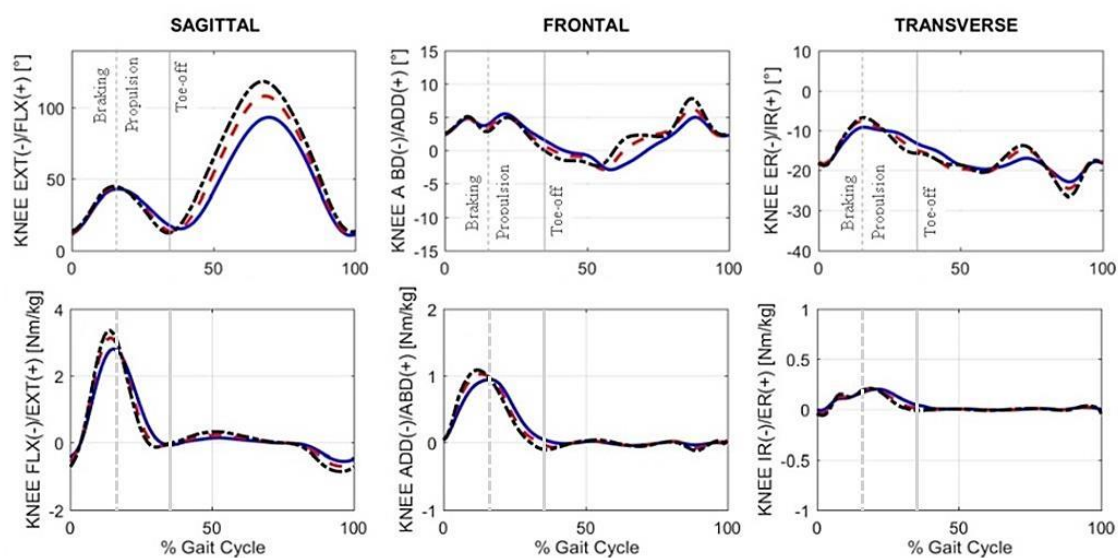 SAGITTAL
KNEE EXT(-)/FLX(+) [°]
100
50
0
Braking
Propulsion
Toe-off
0
50
100
FRONTAL
KNEE A BD(-)/ADD(+) [°]
15
10
5
0
-5
-10
-15
Braking
Propulsion
Toe-off
0
50
100
TRANSVERSE
KNEE ER(-)/IR(+) [°]
10
0
-10
-20
-30
-40
Braking
Propulsion
Toe-off
0
50
100
KNEE FLX(-)/EXT(+) [Nm/kg]
4
2
0
-2
0
50
100
% Gait Cycle
KNEE ADD(-)/ABD(+) [Nm/kg]
2
1
0
-1
0
50
100
% Gait Cycle
KNEE IR(-)/ER(+) [Nm/kg]
1
0.5
0
-0.5
-1
0
50
100
% Gait Cycle